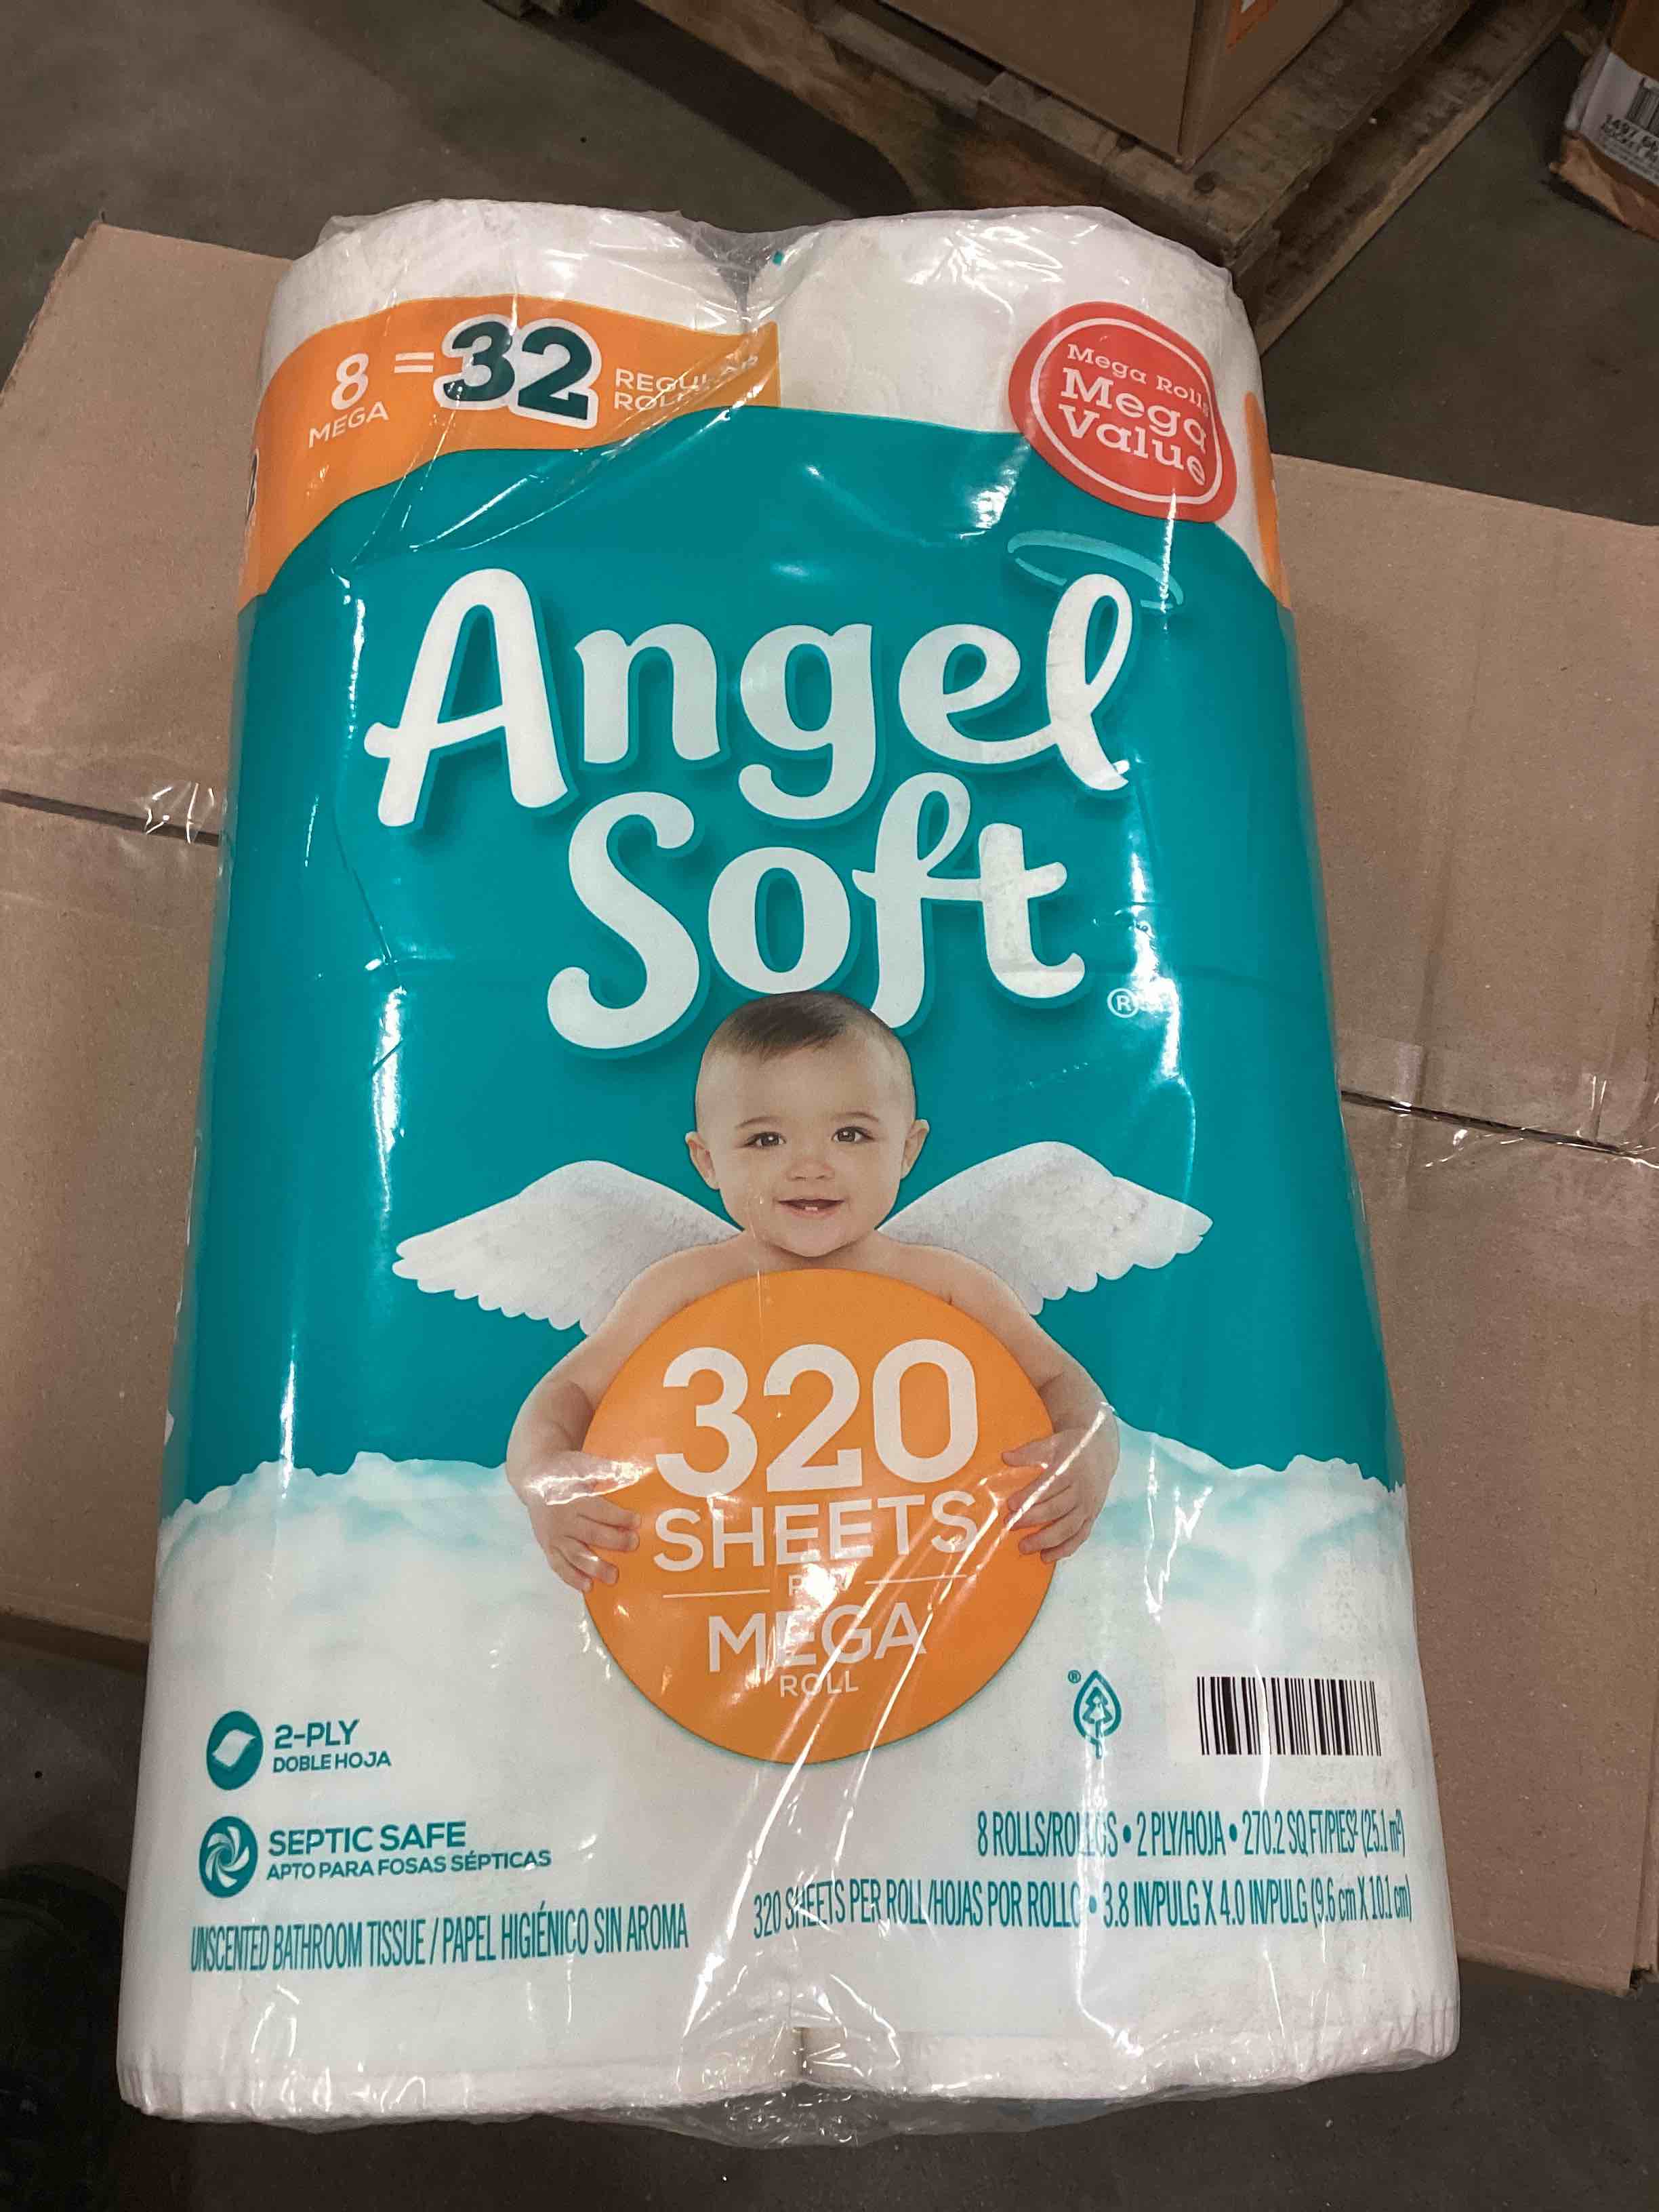 8 = 32 REGULAR
MEGA ROLLS
Mega Rolls
Mega
Value
Angel
Soft
®
320
SHEETS
PER
MEGA
ROLL
2-PLY
DOBLE HOJA
SEPTIC SAFE
APTO PARA FOSAS SÉPTICAS
UNSCENTED BATHROOM TISSUE / PAPEL HIGIÉNICO SIN AROMA
®
8 ROLLS/ROLLOS • 2 PLY/HOJA • 270.2 SQ FT/PIES² (25.1 m²)
320 SHEETS PER ROLL/HOJAS POR ROLLO • 3.8 IN/PULG X 4.0 IN/PULG (9.6 cm X 10.1 cm)